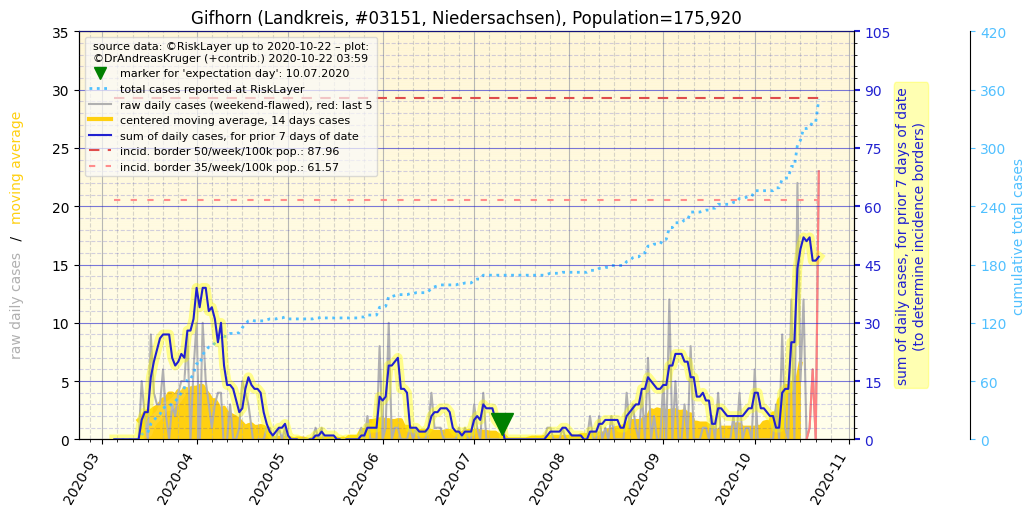 Gifhorn (Landkreis, #03151, Niedersachsen), Population=175,920
source data: ©RiskLayer up to 2020-10-22 – plot:
©DrAndreasKruger (+contrib.) 2020-10-22 03:59
marker for 'expectation day': 10.07.2020
total cases reported at RiskLayer
raw daily cases (weekend-flawed), red: last 5
centered moving average, 14 days cases
sum of daily cases, for prior 7 days of date
incid. border 50/week/100k pop.: 87.96
incid. border 35/week/100k pop.: 61.57
raw daily cases / moving average
35
30
25
20
15
10
5
0
105
90
75
60
45
30
15
0
sum of daily cases, for prior 7 days of date
(to determine incidence borders)
420
360
300
240
180
120
60
0
cumulative total cases
2020-03
2020-04
2020-05
2020-06
2020-07
2020-08
2020-09
2020-10
2020-11